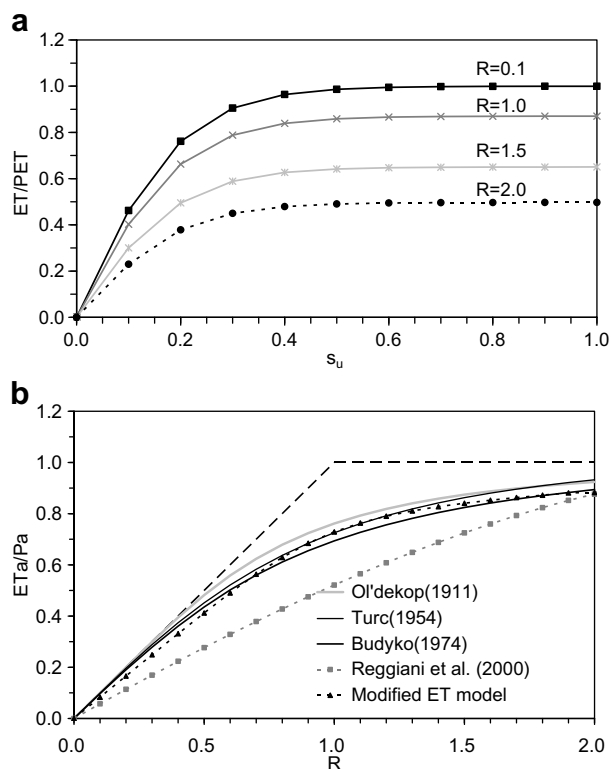 a
1.2
1.0
0.8
0.6
0.4
0.2
0.0
ET/PET
R=0.1
R=1.0
R=1.5
R=2.0
0.0 0.2 0.4 0.6 0.8 1.0
su
b
1.2
1.0
0.8
0.6
0.4
0.2
0.0
ETa/Pa
Ol'dekop(1911)
Turc(1954)
Budyko(1974)
Reggiani et al. (2000)
Modified ET model
0.0 0.5 1.0 1.5 2.0
R